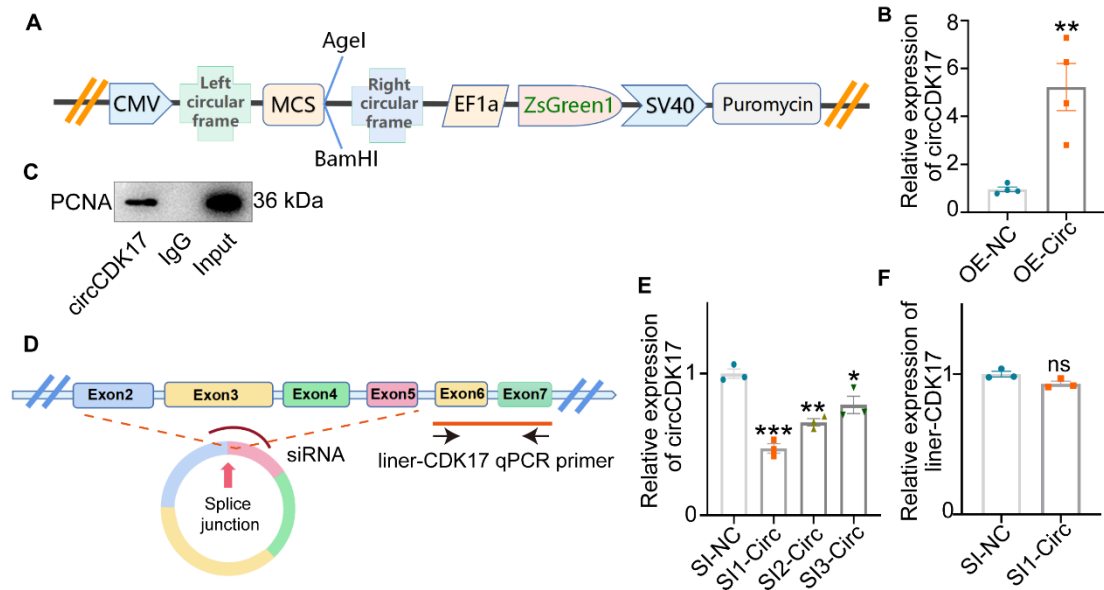 A
AgeI
CMV
Left
circular
frame
MCS
Right
circular
frame
EF1a
ZsGreen1
SV40
Puromycin
BamHI
B
Relative expression
of circCDK17
8
6
4
2
0
**
OE-NC
OE-Circ
C
PCNA
36 kDa
circCDK17
IgG
Input
D
Exon2
Exon3
Exon4
Exon5
Exon6
Exon7
siRNA
liner-CDK17 qPCR primer
Splice
junction
E
Relative expression
of circCDK17
1
0
***
**
*
SI-NC
SI1-Circ
SI2-Circ
SI3-Circ
F
Relative expression of
liner-CDK17
1
0
ns
SI-NC
SI1-Circ